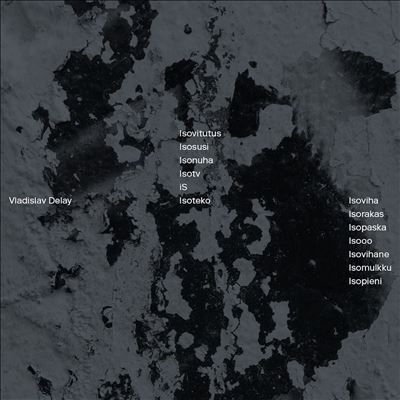 Vladislav Delay
Isovitutus
Isosusi
Isonuha
Isotv
iS
Isoteko
Isoviha
Isorakas
Isopaska
Isooo
Isovihane
Isomulkku
Isopieni